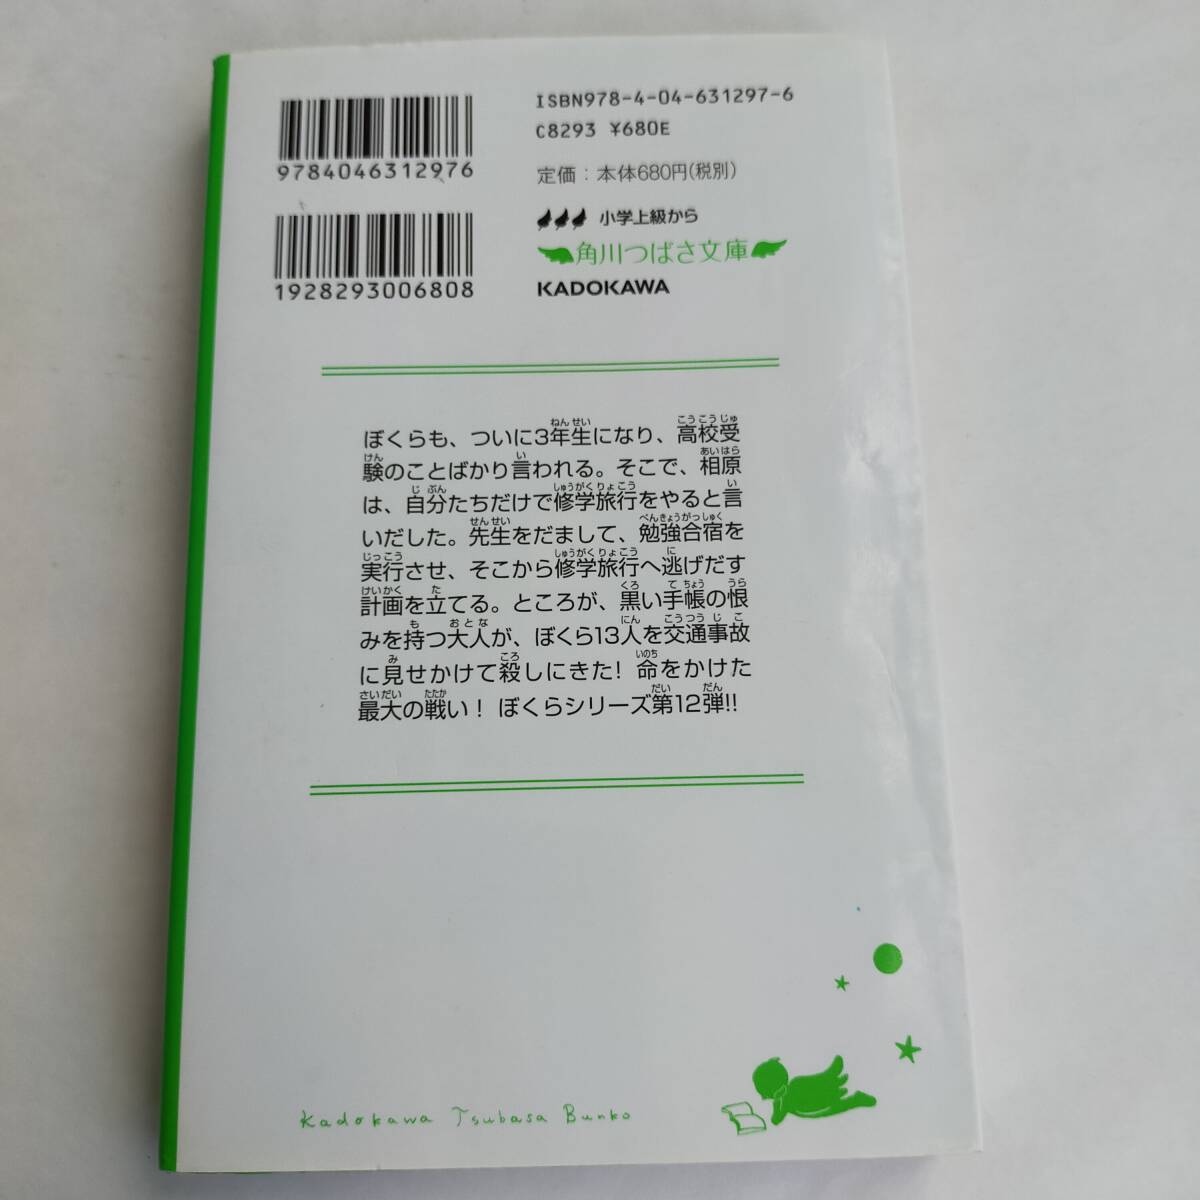 9784046312976
1928293006808
ISBN978-4-04-631297-6
C8293 ¥680E
定価：本体680円(税別)
小学上級から
角川つばさ文庫
KADOKAWA
ぼくらも、ついに3年生になり、高校受
験のことばかり言われる。そこで、相原
は、自分たちだけで修学旅行をやると言
いだした。先生をだまして、勉強合宿を
実行させ、そこから修学旅行へ逃げだす
計画を立てる。ところが、黒い手帳の恨
みを持つ大人が、ぼくら13人を交通事故
に見せかけて殺しにきた! 命をかけた
最大の戦い！ ぼくらシリーズ第12弾!!
Kadokawa Tsubasa Bunko